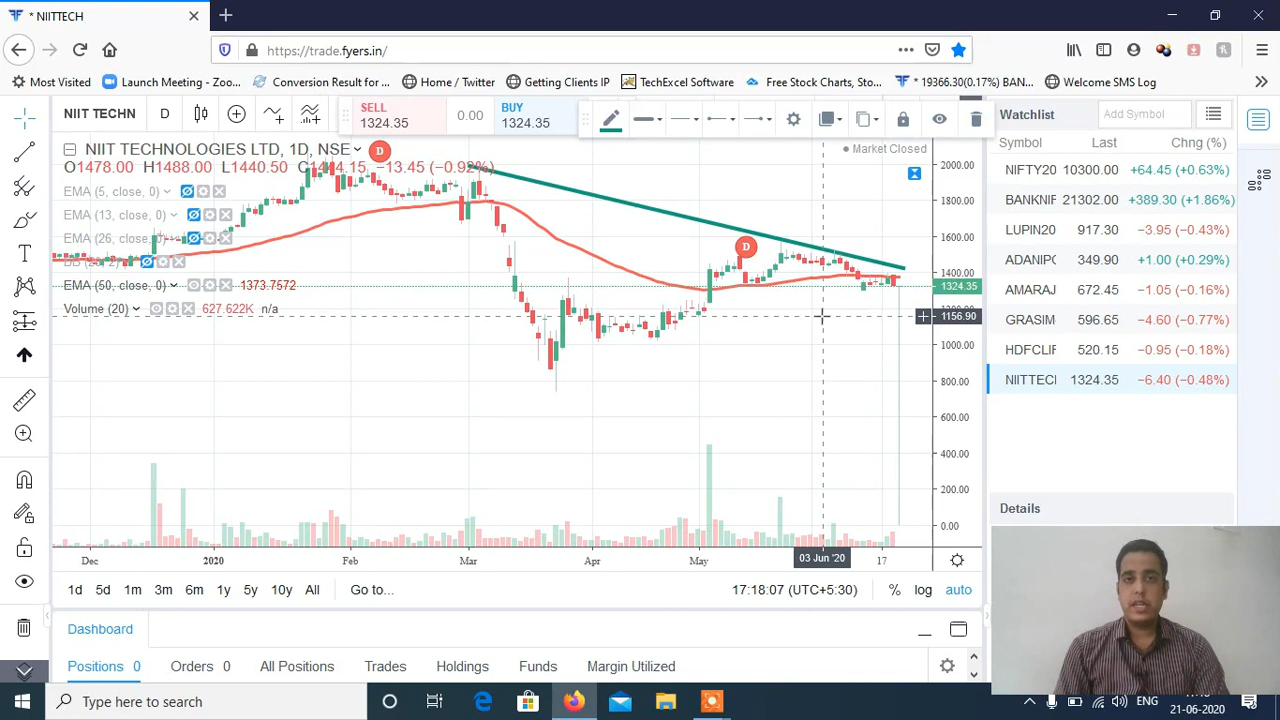 * NIITTECH
https://trade.fyers.in/
Most Visited
Launch Meeting - Zoo...
Conversion Result for ...
Home / Twitter
Getting Clients IP
TechExcel Software
Free Stock Charts, Sto...
* 19366.30(0.17%) BAN...
Welcome SMS Log
NIIT TECHN
D
SELL
1324.35
0.00
BUY
1324.35
NIIT TECHNOLOGIES LTD, 1D, NSE
D
Market Closed
O1478.00 H1488.00 L1440.50 C1444.15 −13.45 (−0.92%)
EMA (5, close, 0)
EMA (13, close, 0)
EMA (26, close, 0)
BB (20, 2)
EMA (50, close, 0) 1373.7572
Volume (20) 627.622K n/a
D
2000.00
1800.00
1600.00
1400.00
1324.35
1200.00
1156.90
1000.00
800.00
600.00
400.00
200.00
0.00
Dec 2020 Feb Mar Apr May 03 Jun '20 17
1d 5d 1m 3m 6m 1y 5y 10y All Go to...
17:18:07 (UTC+5:30) % log auto
Watchlist
Add Symbol
Symbol Last Chng (%)
NIFTY20 10300.00 +64.45 (+0.63%)
BANKNIF 21302.00 +389.30 (+1.86%)
LUPIN20 917.30 −3.95 (−0.43%)
ADANIPO 349.90 +1.00 (+0.29%)
AMARAJ 672.30 −1.05 (−0.16%)
GRASIM 596.65 −4.60 (−0.77%)
HDFCLIF 520.15 −0.95 (−0.18%)
NIITTECH 1324.35 −6.40 (−0.48%)
Details
Dashboard
Positions 0
Orders 0
All Positions
Trades
Holdings
Funds
Margin Utilized
Type here to search
ENG
21-06-2020